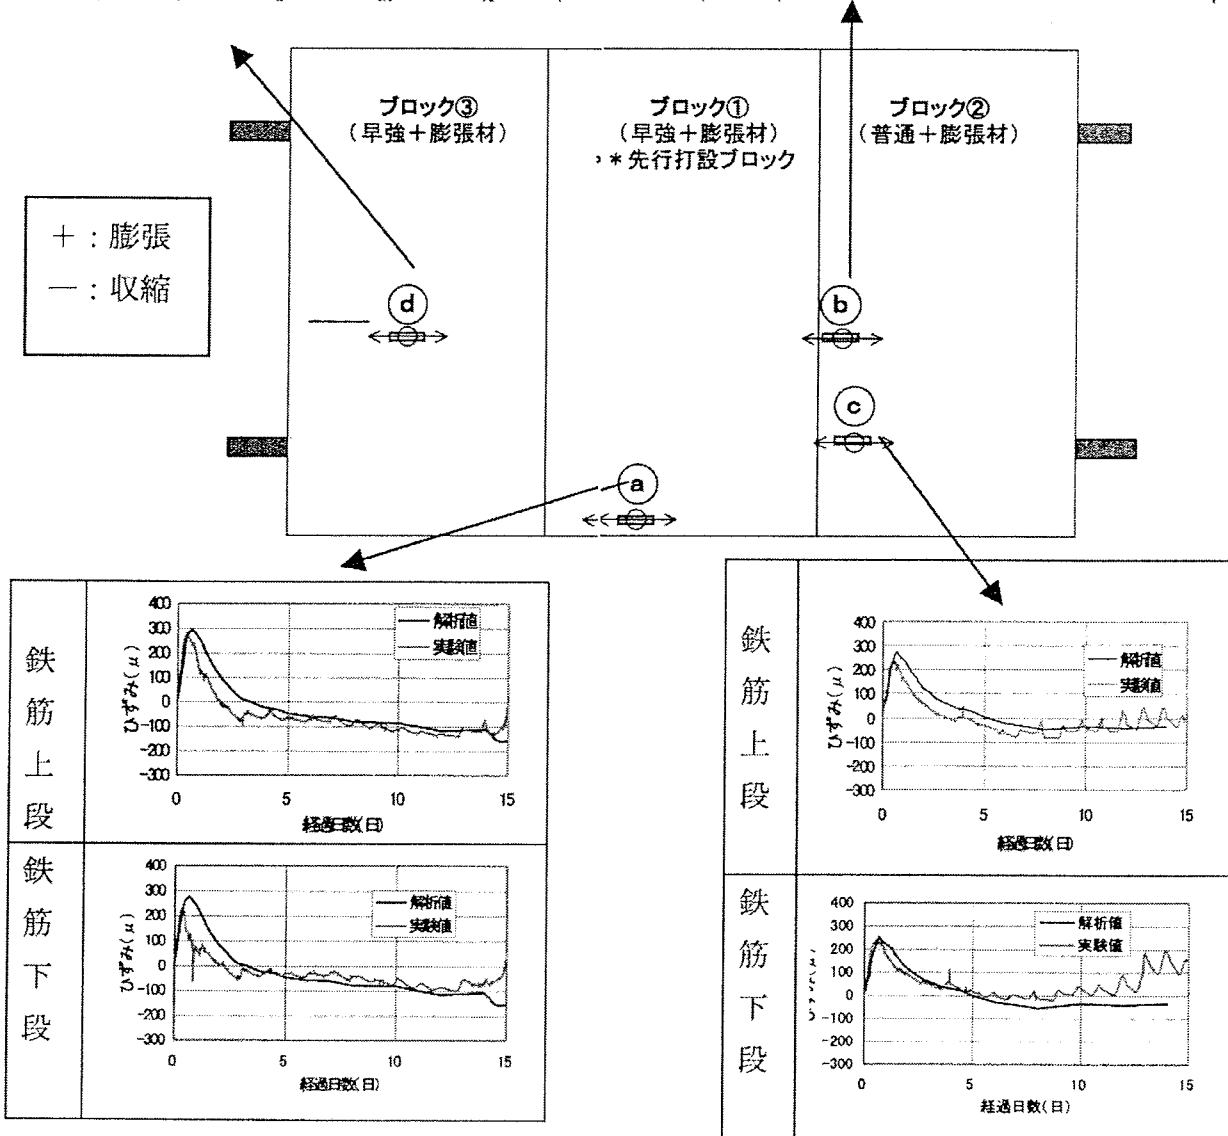 ブロック③
(早強+膨張材)
ブロック①
(早強+膨張材)
*先行打設ブロック
ブロック②
(普通+膨張材)
+:膨張
ー:収縮
d
b
c
a
鉄筋上段
400
300
200
100
0
-100
-200
-300
ひずみ(μ)
解析値
実験値
0 5 10 15
経過日数(日)
鉄筋下段
400
300
200
100
0
-100
-200
-300
ひずみ(μ)
解析値
実験値
0 5 10 15
経過日数(日)
鉄筋上段
400
300
200
100
0
-100
-200
-300
ひずみ(μ)
解析値
実験値
0 5 10 15
経過日数(日)
鉄筋下段
400
300
200
100
0
-100
-200
-300
解析値
実験値
0 5 10 15
経過日数(日)